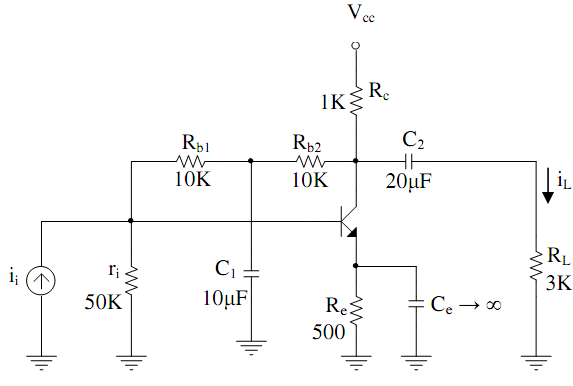 Vcc
Rc
1K
Rb1
Rb2
C2
10K
10K
20μF
iL
ii
ri
50K
C1
10μF
Re
500
Ce → ∞
RL
3K